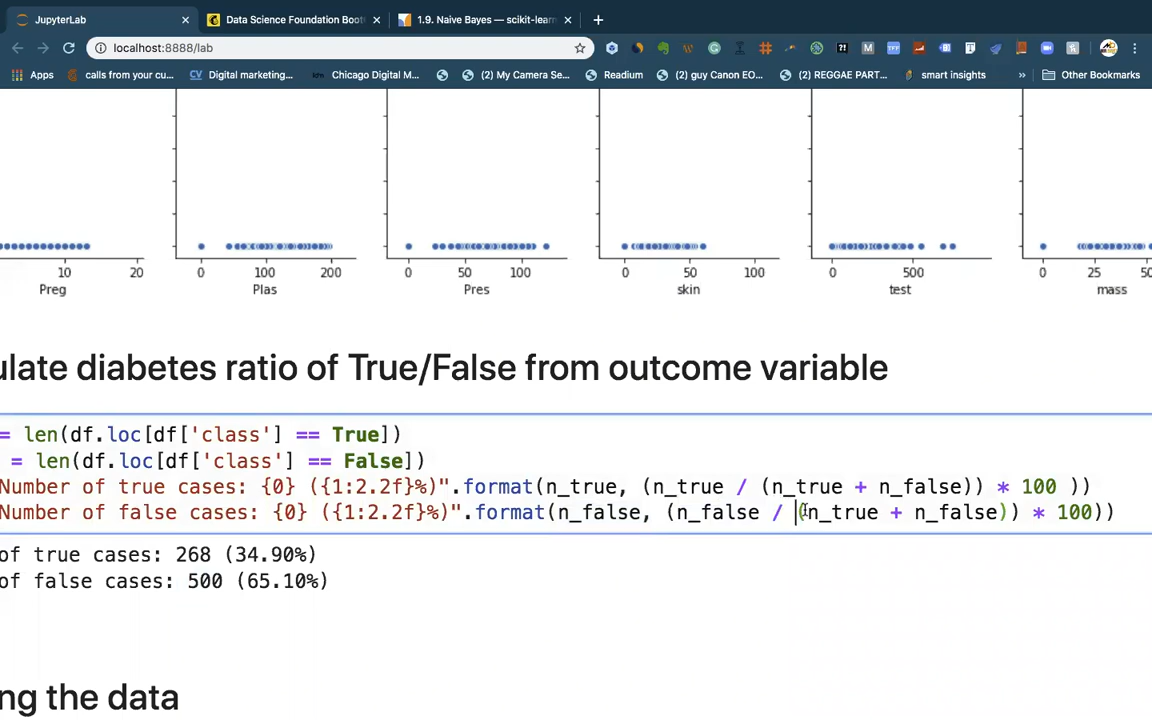 JupyterLab
Data Science Foundation Boot
1.9. Naive Bayes — scikit-learn
localhost:8888/lab
Apps
calls from your cu...
Digital marketing...
Chicago Digital M...
(2) My Camera Se...
Readium
(2) guy Canon EO...
(2) REGGAE PART...
smart insights
»
Other Bookmarks
10 20
0 100 200
0 50 100
0 50 100
0 500
0 25 50
Preg
Plas
Pres
skin
test
mass
ulate diabetes ratio of True/False from outcome variable
= len(df.loc[df['class'] == True])
= len(df.loc[df['class'] == False])
Number of true cases: {0} ({1:2.2f}%)".format(n_true, (n_true / (n_true + n_false)) * 100 ))
Number of false cases: {0} ({1:2.2f}%)".format(n_false, (n_false / (n_true + n_false)) * 100))
of true cases: 268 (34.90%)
of false cases: 500 (65.10%)
ng the data